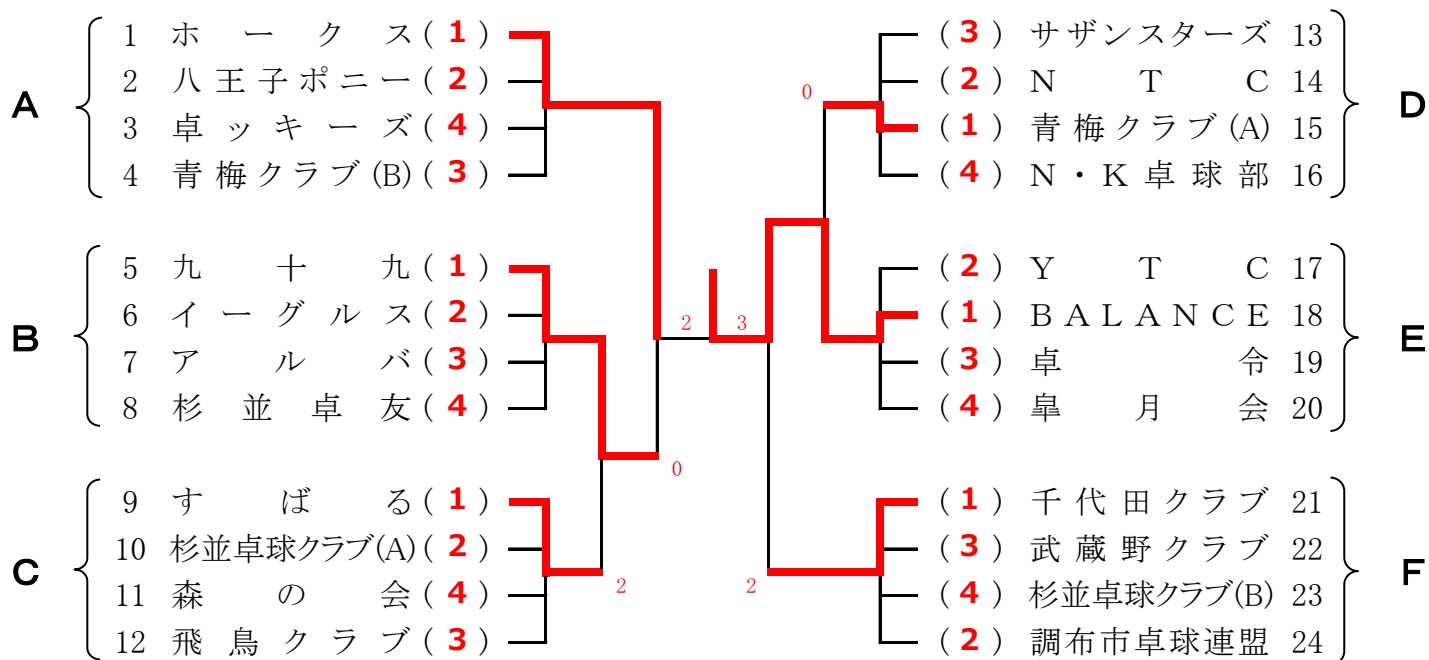 A
1 ホークス(1)
2 八王子ポニー(2)
3 卓ッキーズ(4)
4 青梅クラブ(B)(3)
B
5 九十九(1)
6 イーグルス(2)
7 アルバ(3)
8 杉並卓友(4)
C
9 すばる(1)
10 杉並卓球クラブ(A)(2)
11 森の会(4)
12 飛鳥クラブ(3)
0
2
2
3
0
2
(3) サザンスターズ 13
(2) NTC 14
(1) 青梅クラブ(A) 15
(4) N・K卓球部 16
D
(2) YTC 17
(1) BALANCE 18
(3) 卓令 19
(4) 皐月会 20
E
(1) 千代田クラブ 21
(3) 武蔵野クラブ 22
(4) 杉並卓球クラブ(B) 23
(2) 調布市卓球連盟 24
F